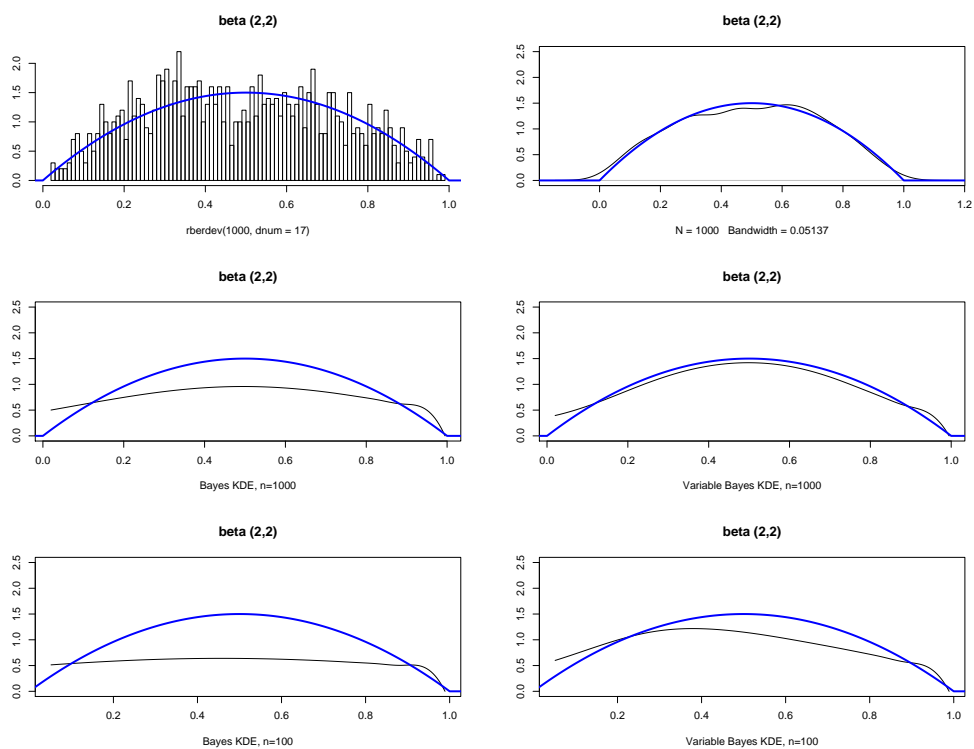 beta (2,2)
0.0 0.5 1.0 1.5 2.0
0.0 0.2 0.4 0.6 0.8 1.0
rberdev(1000, dnum = 17)
beta (2,2)
0.0 0.5 1.0 1.5 2.0 2.5
0.0 0.2 0.4 0.6 0.8 1.0 1.2
N = 1000 Bandwidth = 0.05137
beta (2,2)
0.0 0.5 1.0 1.5 2.0 2.5
0.0 0.2 0.4 0.6 0.8 1.0
Bayes KDE, n=1000
beta (2,2)
0.0 0.5 1.0 1.5 2.0 2.5
0.0 0.2 0.4 0.6 0.8 1.0
Variable Bayes KDE, n=1000
beta (2,2)
0.0 0.5 1.0 1.5 2.0 2.5
0.2 0.4 0.6 0.8 1.0
Bayes KDE, n=100
beta (2,2)
0.0 0.5 1.0 1.5 2.0 2.5
0.2 0.4 0.6 0.8 1.0
Variable Bayes KDE, n=100